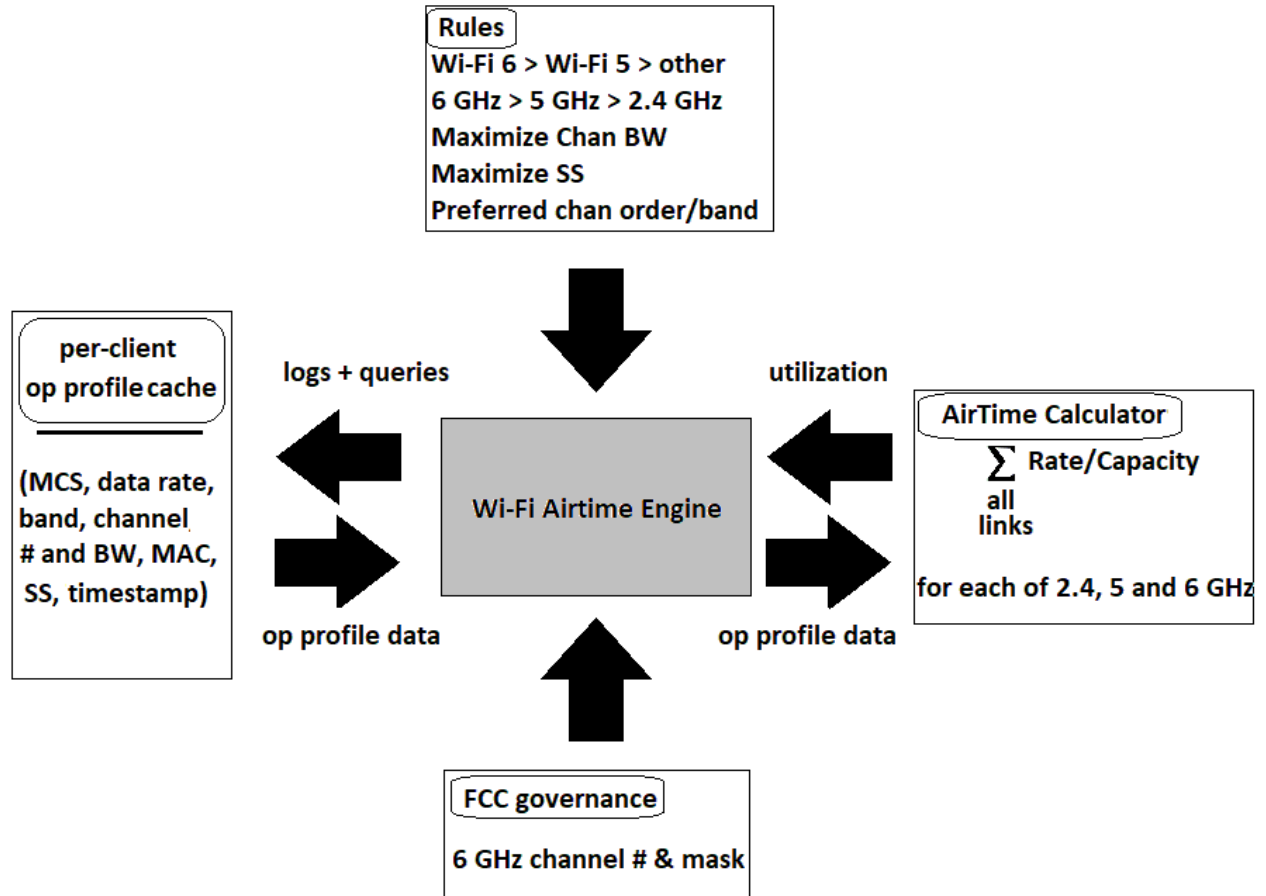 Rules
Wi-Fi 6 > Wi-Fi 5 > other
6 GHz > 5 GHz > 2.4 GHz
Maximize Chan BW
Maximize SS
Preferred chan order/band
per-client
op profile cache
(MCS, data rate,
band, channel
# and BW, MAC,
SS, timestamp)
logs + queries
op profile data
Wi-Fi Airtime Engine
utilization
op profile data
AirTime Calculator
∑ Rate/Capacity
all
links
for each of 2.4, 5 and 6 GHz
FCC governance
6 GHz channel # & mask